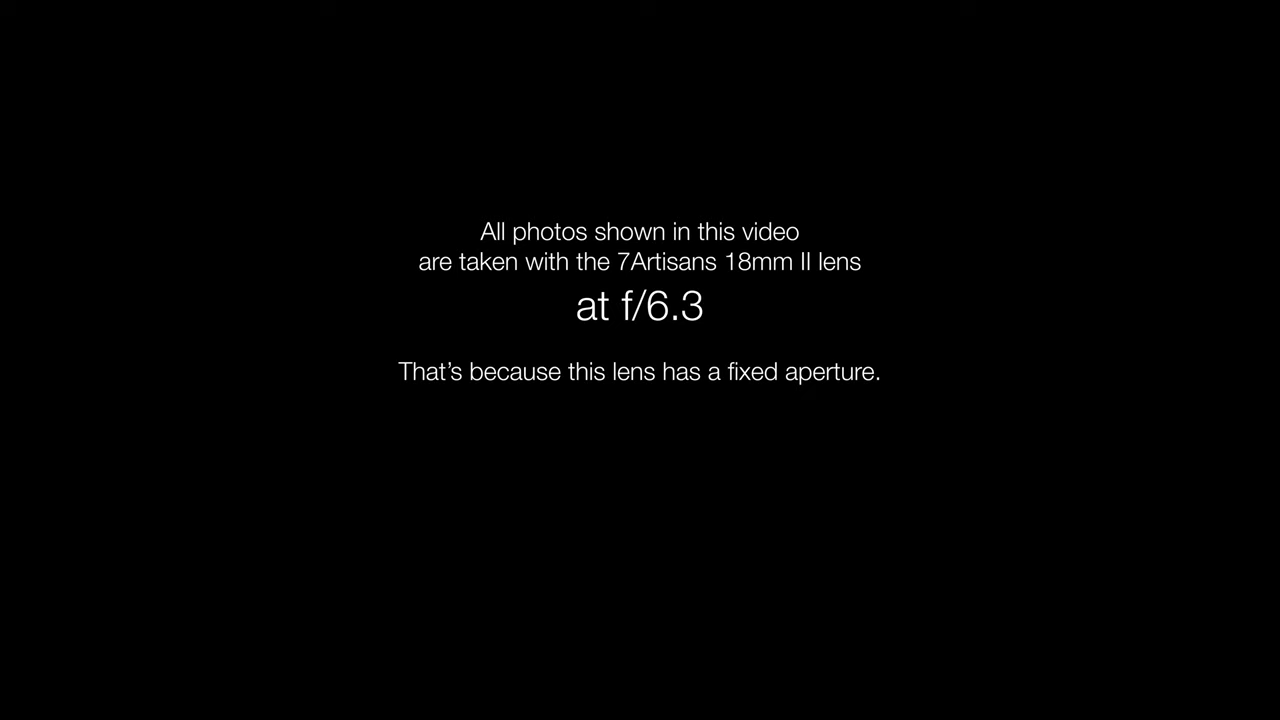 All photos shown in this video
are taken with the 7Artisans 18mm II lens
at f/6.3
That’s because this lens has a fixed aperture.